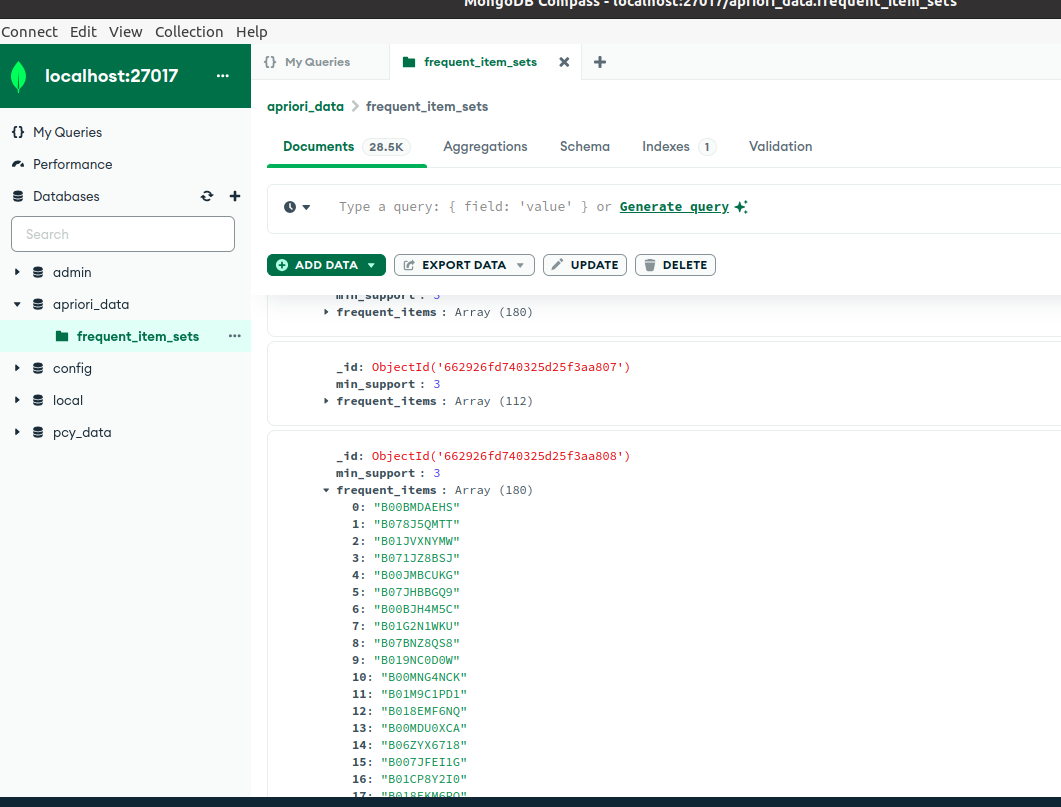 MongoDB Compass - localhost:27017/apriori_data.frequent_item_sets
Connect Edit View Collection Help
localhost:27017 ...
{} My Queries
frequent_item_sets
{} My Queries
Performance
Databases
Search
admin
apriori_data
frequent_item_sets ...
config
local
pcy_data
apriori_data > frequent_item_sets
Documents 28.5K Aggregations Schema Indexes 1 Validation
Type a query: { field: 'value' } or Generate query
ADD DATA EXPORT DATA UPDATE DELETE
min_support : 3
frequent_items : Array (180)
_id: ObjectId('662926fd740325d25f3aa807')
min_support : 3
frequent_items : Array (112)
_id: ObjectId('662926fd740325d25f3aa808')
min_support : 3
frequent_items : Array (180)
0: "B00BMDAEHS"
1: "B078J5QMTT"
2: "B01JVXNYMW"
3: "B071JZ8BSJ"
4: "B00JMBCUKG"
5: "B07JHBBGQ9"
6: "B00BJH4M5C"
7: "B01G2N1WKU"
8: "B07BNZ8QS8"
9: "B019NC0D0W"
10: "B00MNG4NCK"
11: "B01M9C1PD1"
12: "B018EMF6NQ"
13: "B00MDU0XCA"
14: "B06ZYX6718"
15: "B007JFEI1G"
16: "B01CP8Y2I0"
17: